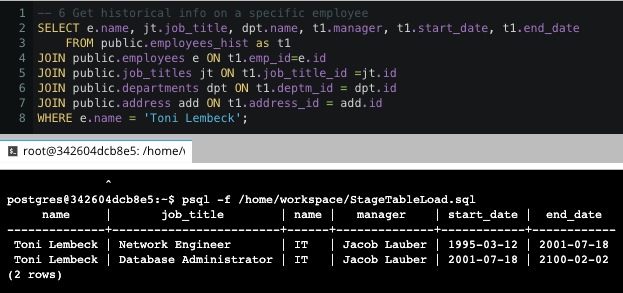 1 -- 6 Get historical info on a specific employee
2 SELECT e.name, jt.job_title, dpt.name, t1.manager, t1.start_date, t1.end_date
3     FROM public.employees_hist as t1
4 JOIN public.employees e ON t1.emp_id=e.id
5 JOIN public.job_titles jt ON t1.job_title_id =jt.id
6 JOIN public.departments dpt ON t1.deptm_id = dpt.id
7 JOIN public.address add ON t1.address_id = add.id
8 WHERE e.name = 'Toni Lembeck';
root@342604dcb8e5: /home/
^
postgres@342604dcb8e5:~$ psql -f /home/workspace/StageTableLoad.sql
     name     |       job_title        | name |   manager    | start_date |  end_date
--------------+------------------------+------+--------------+------------+------------
 Toni Lembeck | Network Engineer       | IT   | Jacob Lauber | 1995-03-12 | 2001-07-18
 Toni Lembeck | Database Administrator | IT   | Jacob Lauber | 2001-07-18 | 2100-02-02
(2 rows)